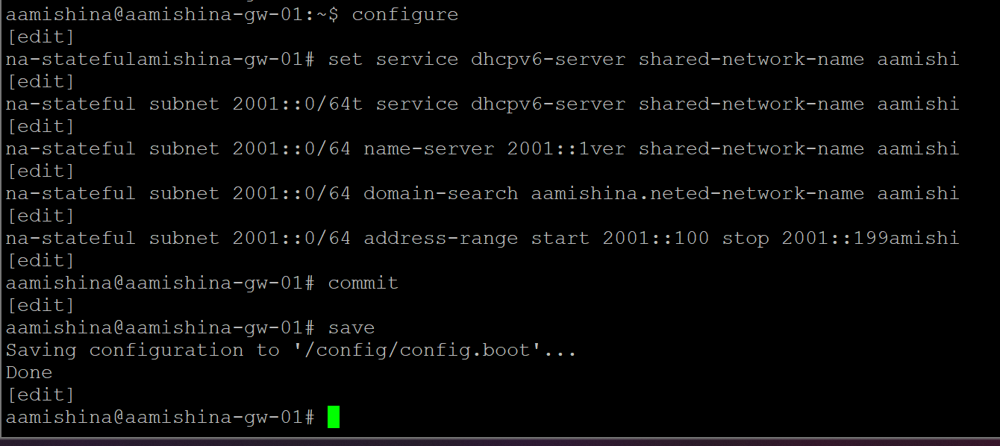 aamishina@aamishina-gw-01:~$ configure
[edit]
na-statefulamishina-gw-01# set service dhcpv6-server shared-network-name aamishi
[edit]
na-stateful subnet 2001::0/64t service dhcpv6-server shared-network-name aamishi
[edit]
na-stateful subnet 2001::0/64 name-server 2001::1ver shared-network-name aamishi
[edit]
na-stateful subnet 2001::0/64 domain-search aamishina.neted-network-name aamishi
[edit]
na-stateful subnet 2001::0/64 address-range start 2001::100 stop 2001::199amishi
[edit]
aamishina@aamishina-gw-01# commit
[edit]
aamishina@aamishina-gw-01# save
Saving configuration to '/config/config.boot'...
Done
[edit]
aamishina@aamishina-gw-01#